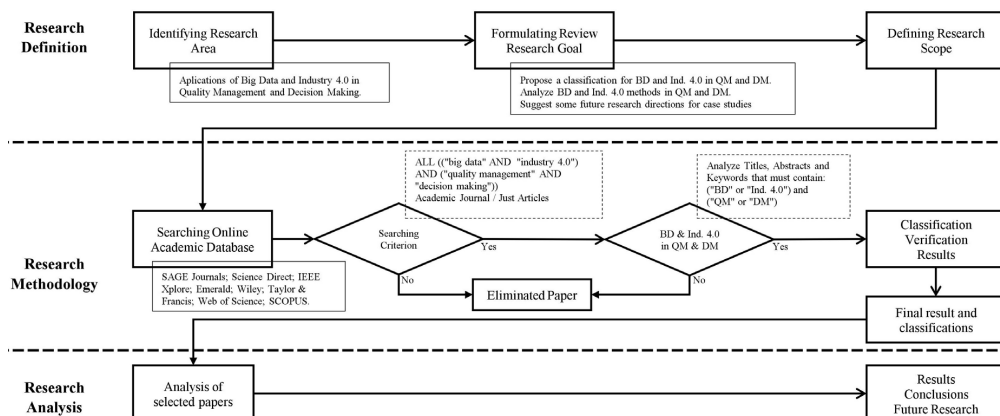 Research
Definition
Identifying Research
Area
Aplications of Big Data and Industry 4.0 in
Quality Management and Decision Making.
Formulating Review
Research Goal
Propose a classification for BD and Ind. 4.0 in QM and DM.
Analyze BD and Ind. 4.0 methods in QM and DM.
Suggest some future research directions for case studies
Defining Research
Scope
Research
Methodology
Searching Online
Academic Database
SAGE Journals; Science Direct; IEEE
Xplore; Emerald; Wiley; Taylor &
Francis; Web of Science; SCOPUS.
ALL (("big data" AND "industry 4.0")
AND ("quality management" AND
"decision making"))
Academic Journal / Just Articles
Searching
Criterion
Yes
No
Eliminated Paper
Analyze Titles, Abstracts and
Keywords that must contain:
("BD" or "Ind. 4.0") and
("QM" or "DM")
BD & Ind. 4.0
in QM & DM
Yes
No
Classification
Verification
Results
Final result and
classifications
Research
Analysis
Analysis of
selected papers
Results
Conclusions
Future Research